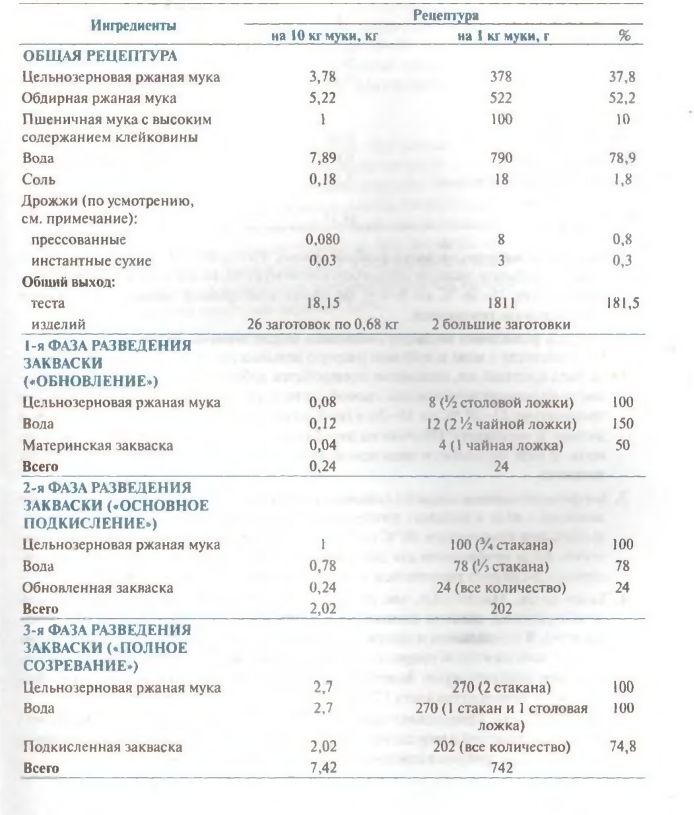 Ингредиенты
Рецептура
на 10 кг муки, кг на 1 кг муки, г %
ОБЩАЯ РЕЦЕПТУРА
Цельнозерновая ржаная мука 3,78 378 37,8
Обдирная ржаная мука 5,22 522 52,2
Пшеничная мука с высоким 1 100 10
содержанием клейковины
Вода 7,89 790 78,9
Соль 0,18 18 1,8
Дрожжи (по усмотрению,
см. примечание):
прессованные 0,080 8 0,8
инстантные сухие 0,03 3 0,3
Общий выход:
теста 18,15 1811 181,5
изделий 26 заготовок по 0,68 кг 2 большие заготовки
1-я ФАЗА РАЗВЕДЕНИЯ
ЗАКВАСКИ
(«ОБНОВЛЕНИЕ»)
Цельнозерновая ржаная мука 0,08 8 (½ столовой ложки) 100
Вода 0,12 12 (2 ½ чайной ложки) 150
Материнская закваска 0,04 4 (1 чайная ложка) 50
Всего 0,24 24
2-я ФАЗА РАЗВЕДЕНИЯ
ЗАКВАСКИ («ОСНОВНОЕ
ПОДКИСЛЕНИЕ»)
Цельнозерновая ржаная мука 1 100 (¾ стакана) 100
Вода 0,78 78 (⅓ стакана) 78
Обновленная закваска 0,24 24 (все количество) 24
Всего 2,02 202
3-я ФАЗА РАЗВЕДЕНИЯ
ЗАКВАСКИ («ПОЛНОЕ
СОЗРЕВАНИЕ»)
Цельнозерновая ржаная мука 2,7 270 (2 стакана) 100
Вода 2,7 270 (1 стакан и 1 столовая 100
ложка)
Подкисленная закваска 2,02 202 (все количество) 74,8
Всего 7,42 742